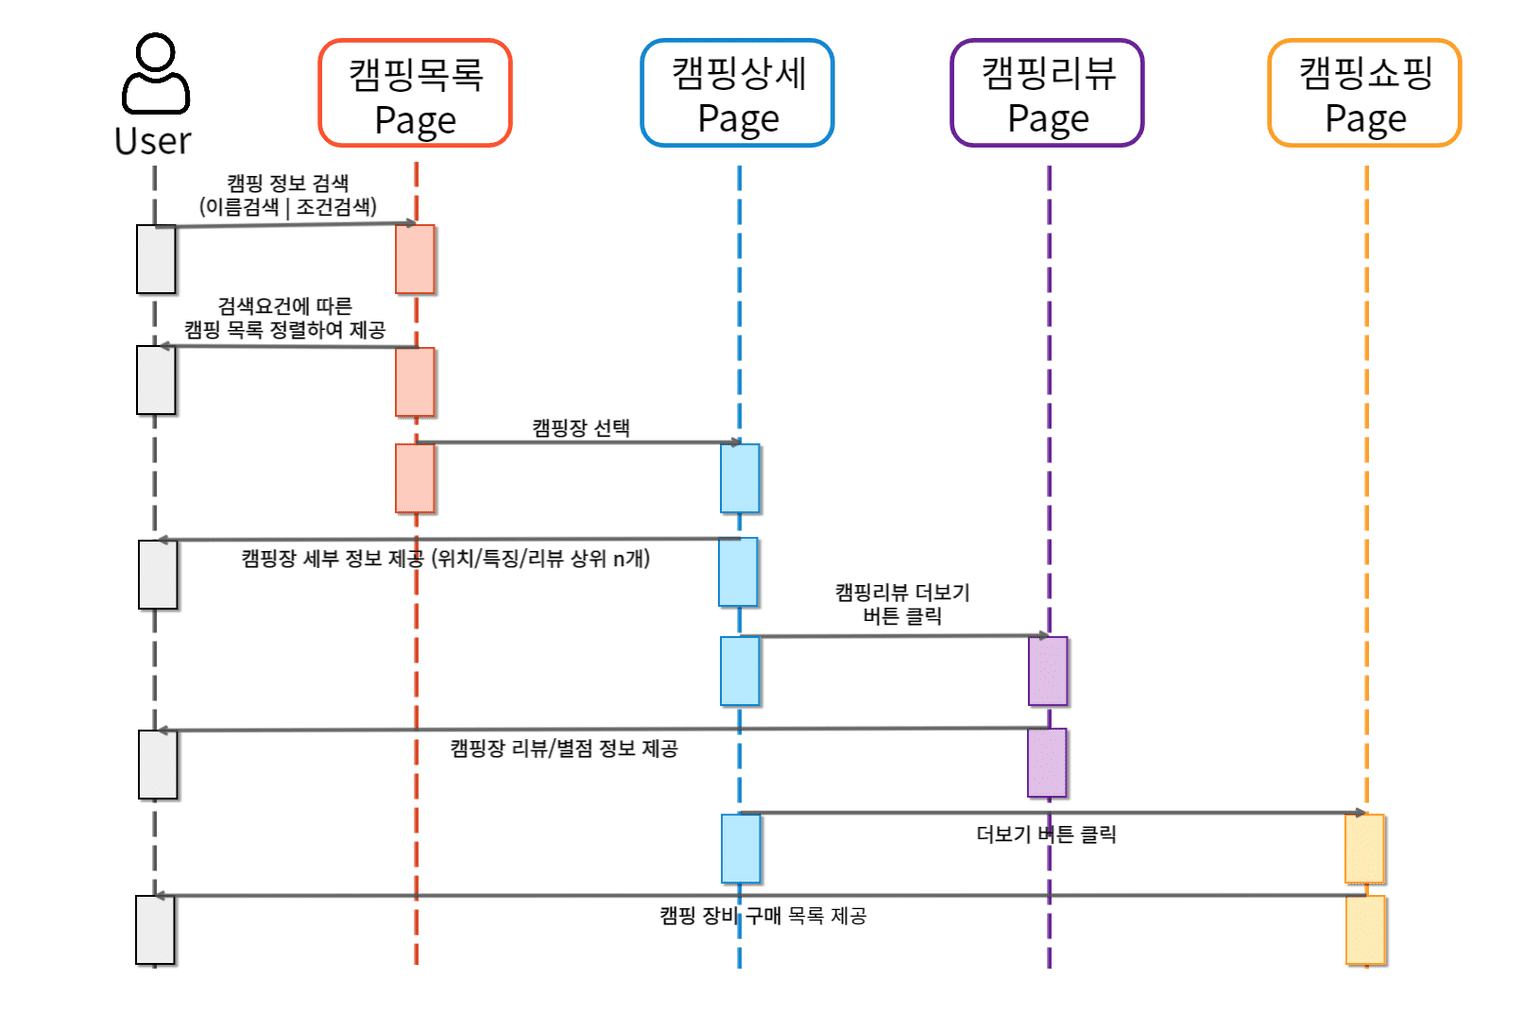 User
캠핑목록
Page
캠핑상세
Page
캠핑리뷰
Page
캠핑쇼핑
Page
캠핑 정보 검색
(이름검색 | 조건검색)
검색요건에 따른
캠핑 목록 정렬하여 제공
캠핑장 선택
캠핑장 세부 정보 제공 (위치/특징/리뷰 상위 n개)
캠핑리뷰 더보기
버튼 클릭
캠핑장 리뷰/별점 정보 제공
더보기 버튼 클릭
캠핑 장비 구매 목록 제공